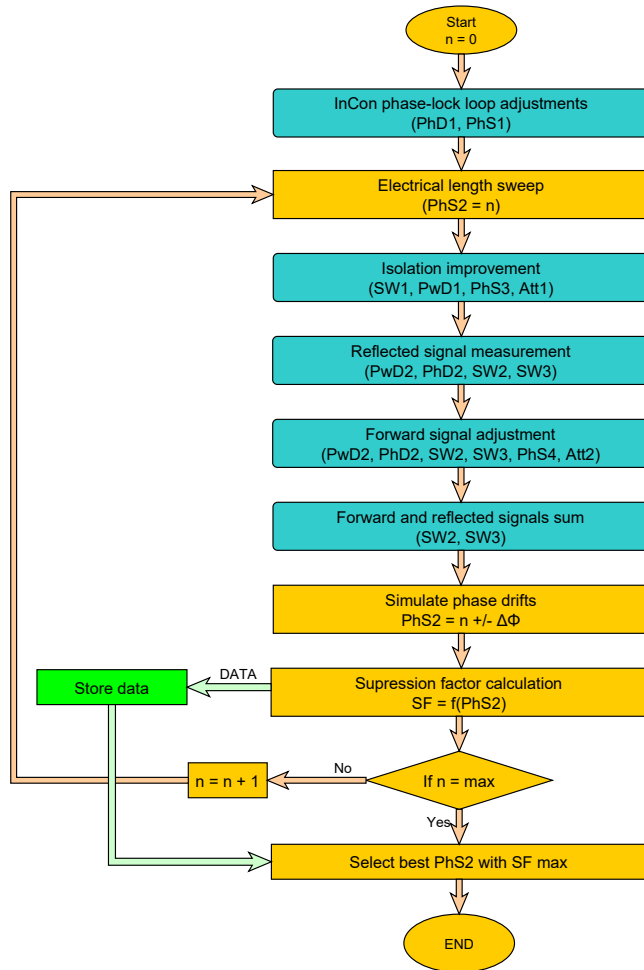 Start
n = 0
InCon phase-lock loop adjustments
(PhD1, PhS1)
Electrical length sweep
(PhS2 = n)
Isolation improvement
(SW1, PwD1, PhS3, Att1)
Reflected signal measurement
(PwD2, PhD2, SW2, SW3)
Forward signal adjustment
(PwD2, PhD2, SW2, SW3, PhS4, Att2)
Forward and reflected signals sum
(SW2, SW3)
Simulate phase drifts
PhS2 = n +/- ΔΦ
Supression factor calculation
SF = f(PhS2)
DATA
Store data
If n = max
No
n = n + 1
Yes
Select best PhS2 with SF max
END